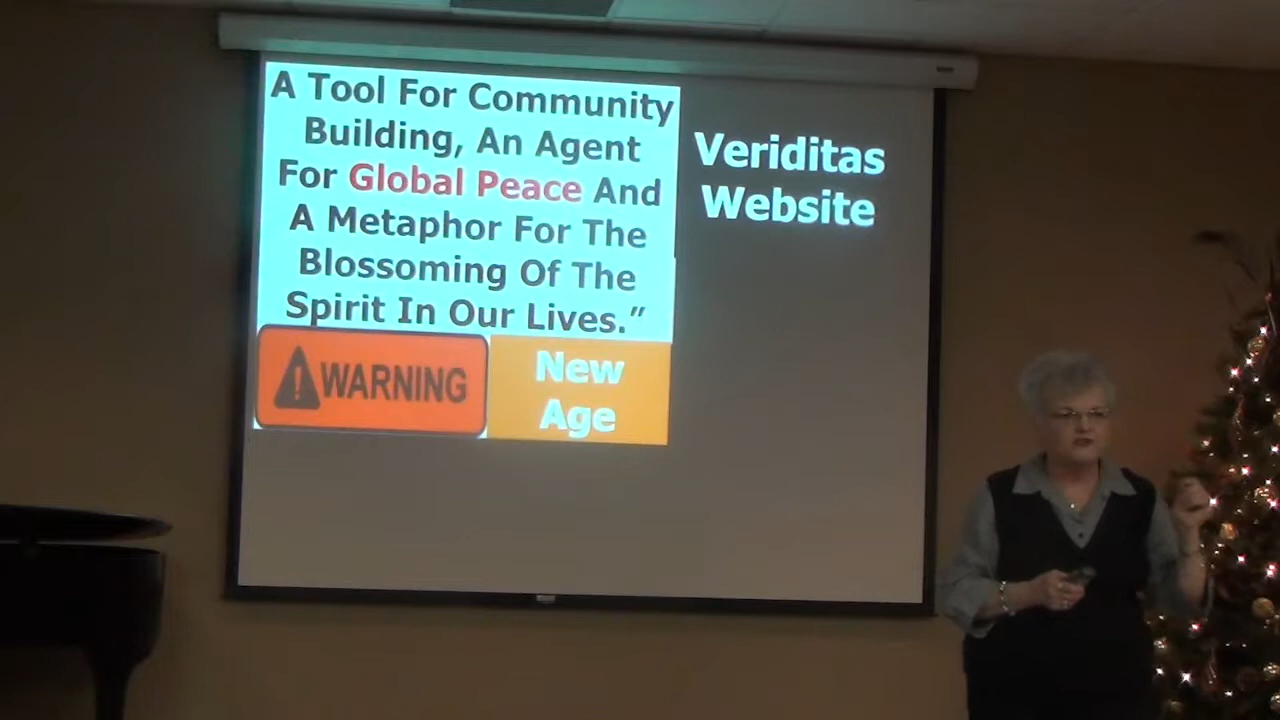 A Tool For Community
Building, An Agent
For Global Peace And
A Metaphor For The
Blossoming Of The
Spirit In Our Lives.”
Veriditas
Website
WARNING
New
Age